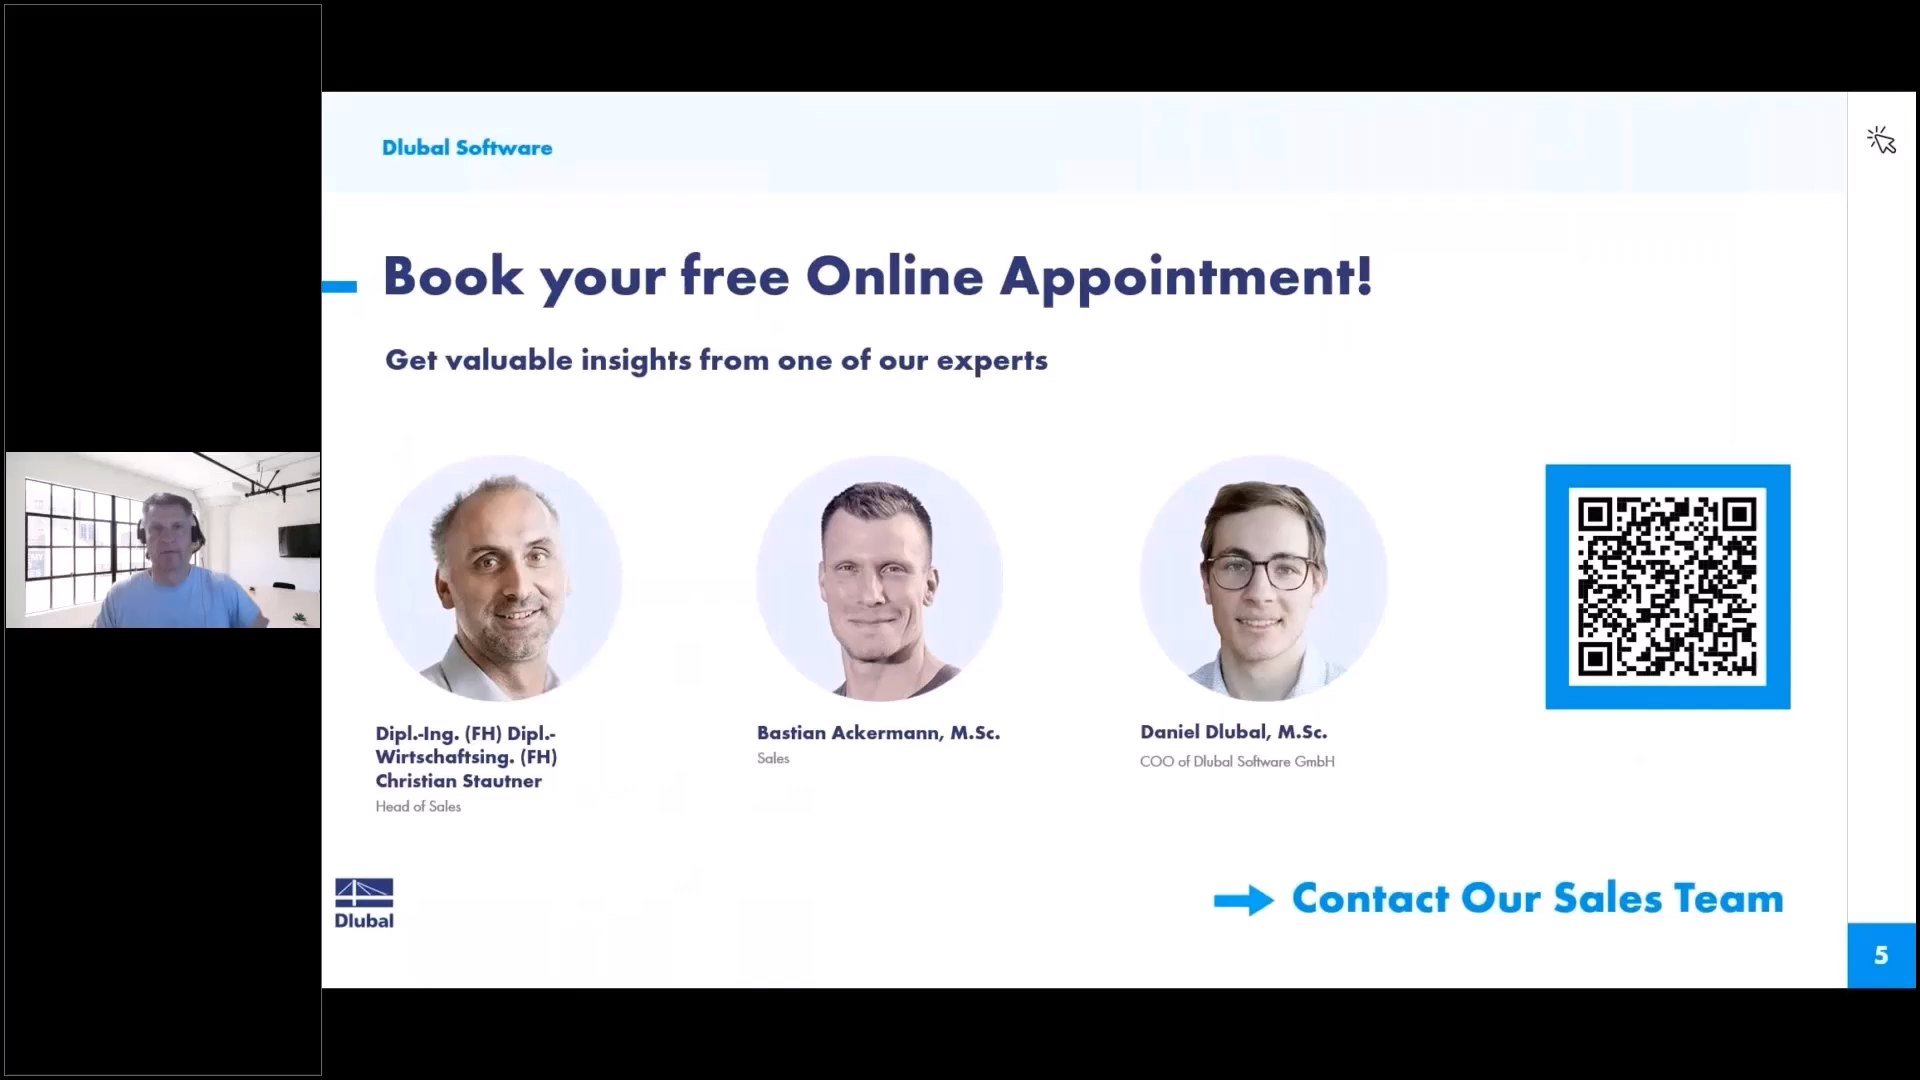 Dlubal Software
Book your free Online Appointment!
Get valuable insights from one of our experts
Dipl.-Ing. (FH) Dipl.-
Wirtschaftsing. (FH)
Christian Stautner
Head of Sales
Bastian Ackermann, M.Sc.
Sales
Daniel Dlubal, M.Sc.
COO of Dlubal Software GmbH
Dlubal
Contact Our Sales Team
5